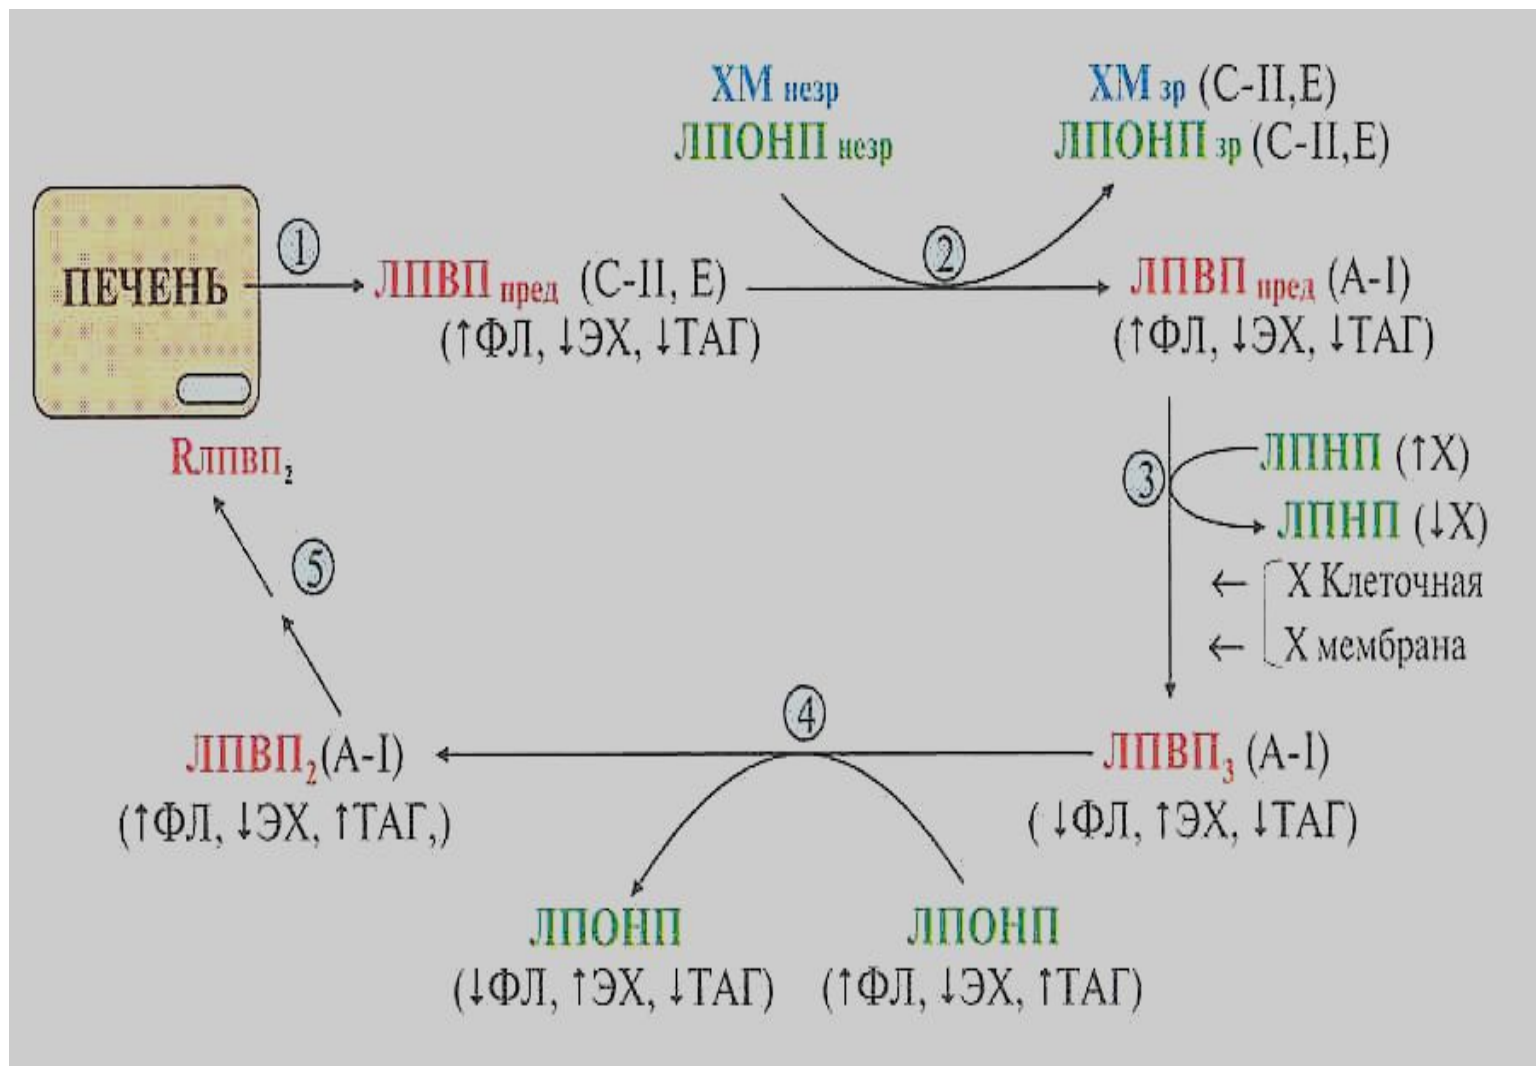 ХМ незр
ЛПОНП незр
ХМ зр (С-II,Е)
ЛПОНП зр (С-II,Е)
ПЕЧЕНЬ
1
ЛПВП пред (С-II, Е)
(↑ФЛ, ↓ЭХ, ↓ТАГ)
2
ЛПВП пред (А-I)
(↑ФЛ, ↓ЭХ, ↓ТАГ)
3
ЛПНП (↑Х)
ЛПНП (↓Х)
← Х Клеточная
← Х мембрана
RЛПВП₂
5
4
ЛПВП₂(А-I)
(↑ФЛ, ↓ЭХ, ↑ТАГ,)
ЛПВП₃ (А-I)
( ↓ФЛ, ↑ЭХ, ↓ТАГ)
ЛПОНП
(↓ФЛ, ↑ЭХ, ↓ТАГ)
ЛПОНП
(↑ФЛ, ↓ЭХ, ↑ТАГ)